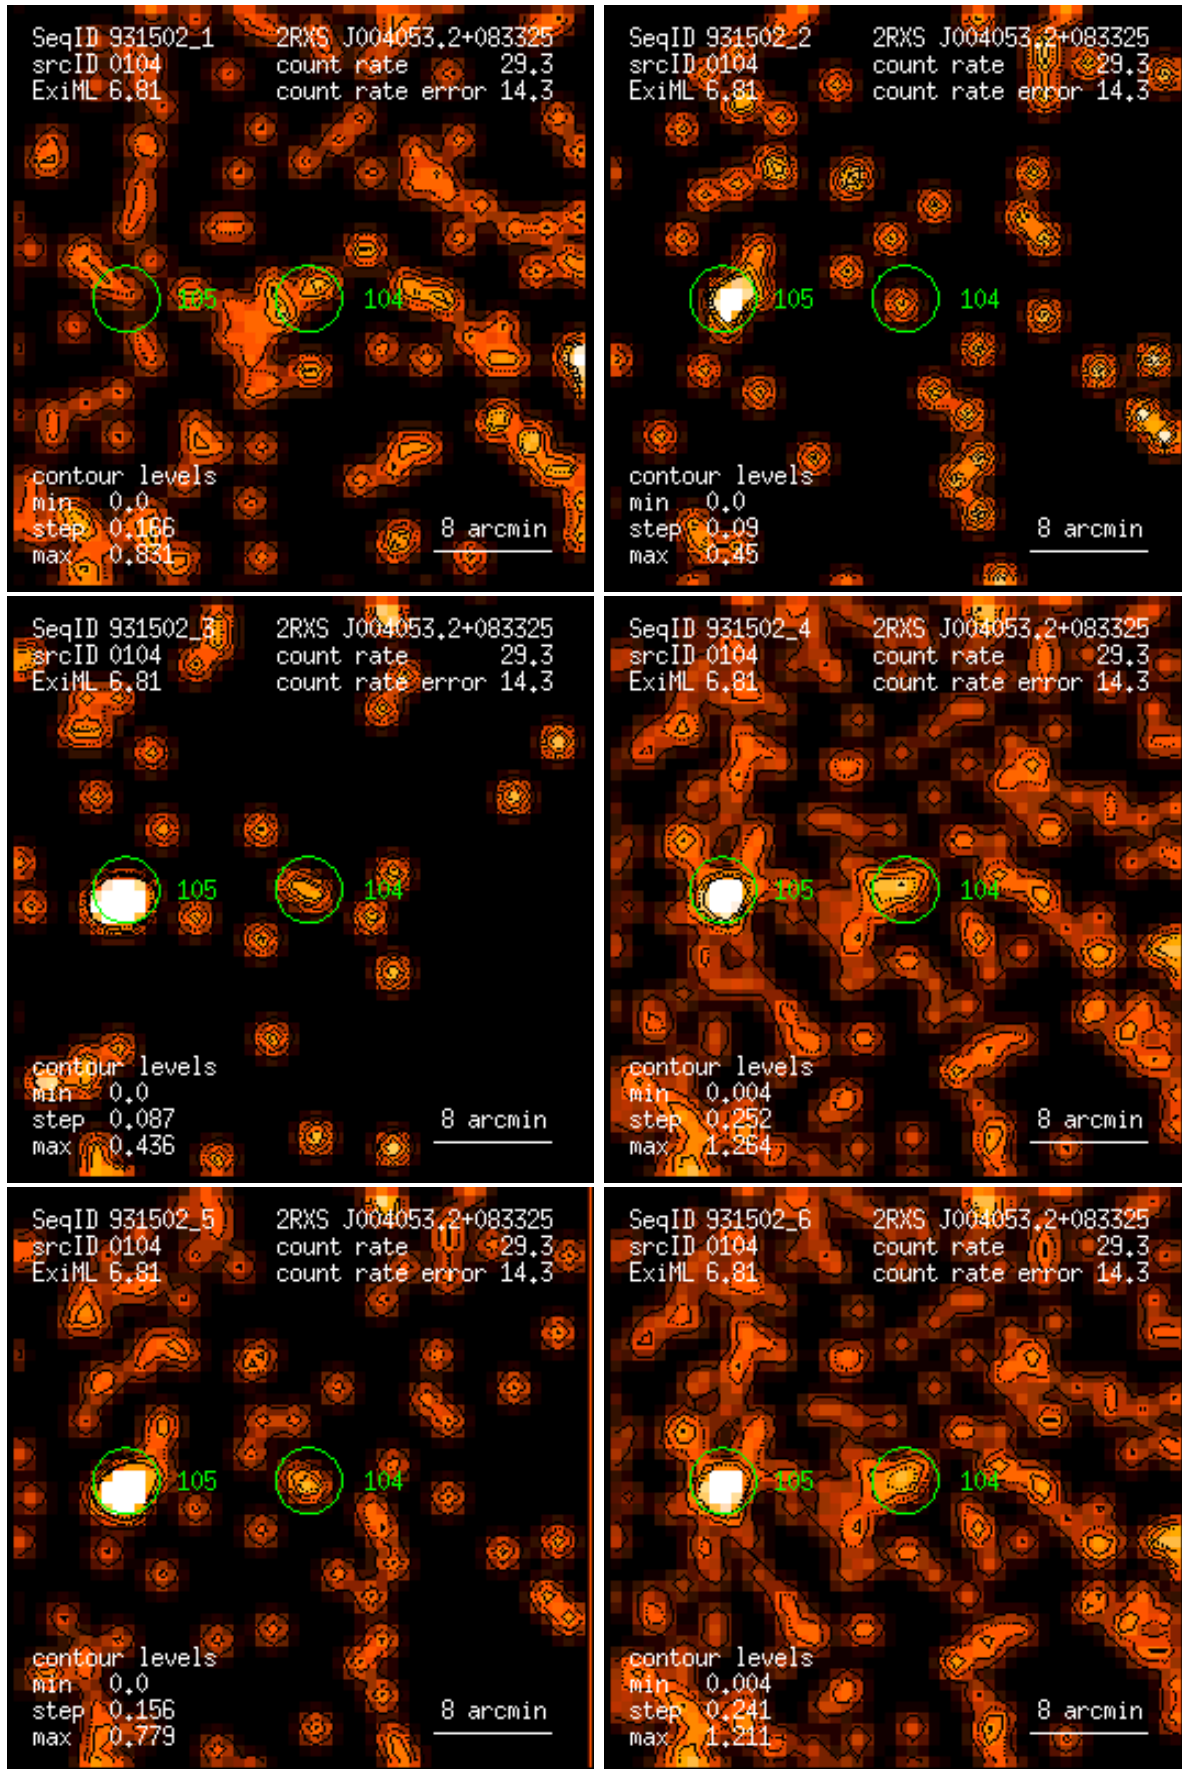 SeqID 931502_1 2RXS J004053.2+083325
srcID 0104 count rate 29.3
ExiML 6.81 count rate error 14.3
105 104
contour levels
min 0.0
step 0.166
max 0.831
8 arcmin
SeqID 931502_2 2RXS J004053.2+083325
srcID 0104 count rate 29.3
ExiML 6.81 count rate error 14.3
105 104
contour levels
min 0.0
step 0.09
max 0.45
8 arcmin
SeqID 931502_3 2RXS J004053.2+083325
srcID 0104 count rate 29.3
ExiML 6.81 count rate error 14.3
105 104
contour levels
min 0.0
step 0.087
max 0.436
8 arcmin
SeqID 931502_4 2RXS J004053.2+083325
srcID 0104 count rate 29.3
ExiML 6.81 count rate error 14.3
105 104
contour levels
min 0.004
step 0.252
max 1.264
8 arcmin
SeqID 931502_5 2RXS J004053.2+083325
srcID 0104 count rate 29.3
ExiML 6.81 count rate error 14.3
105 104
contour levels
min 0.0
step 0.156
max 0.779
8 arcmin
SeqID 931502_6 2RXS J004053.2+083325
srcID 0104 count rate 29.3
ExiML 6.81 count rate error 14.3
105 104
contour levels
min 0.004
step 0.241
max 1.211
8 arcmin